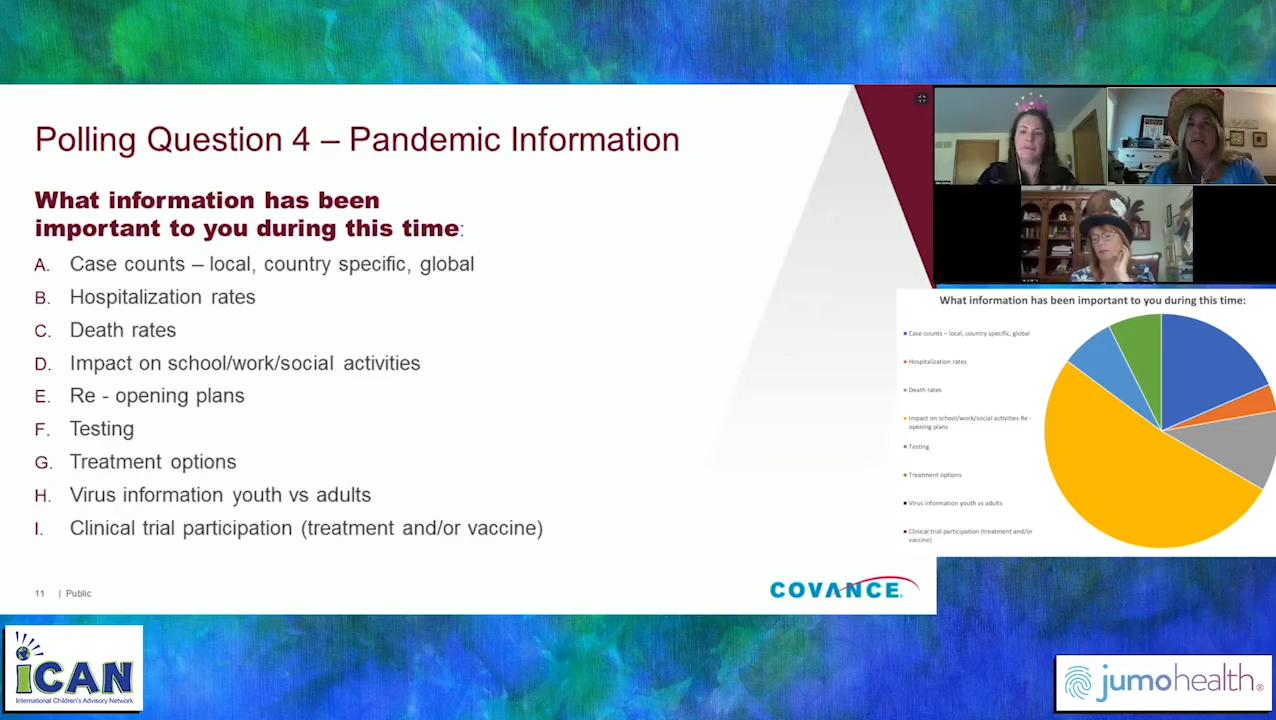 Polling Question 4 – Pandemic Information
What information has been
important to you during this time:
A. Case counts – local, country specific, global
B. Hospitalization rates
C. Death rates
D. Impact on school/work/social activities
E. Re - opening plans
F. Testing
G. Treatment options
H. Virus information youth vs adults
I. Clinical trial participation (treatment and/or vaccine)
11 | Public
COVANCE
What information has been important to you during this time:
Case counts – local, country specific, global
Hospitalization rates
Death rates
Impact on school/work/social activities Re -
opening plans
Testing
Treatment options
Virus information youth vs adults
Clinical trial participation (treatment and/or
vaccine)
iCAN
International Children's Advisory Network
jumohealth®